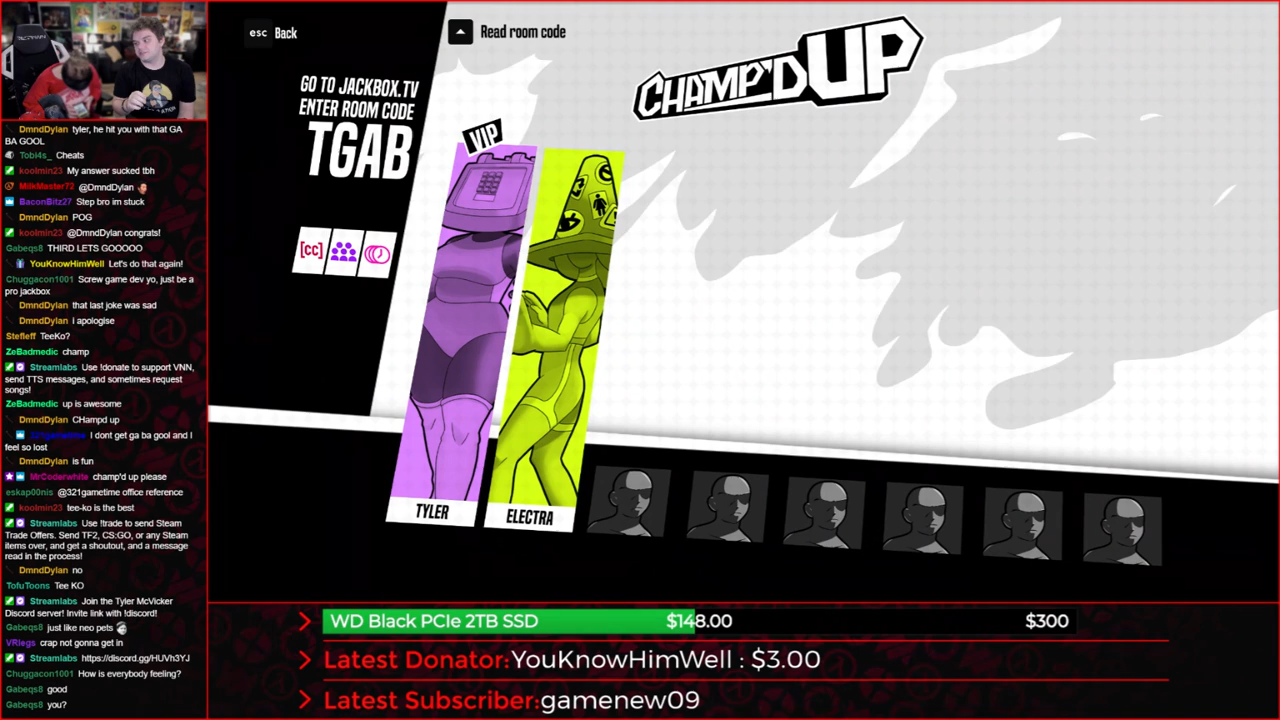 esc Back
Read room code
CHAMP'D UP
GO TO JACKBOX.TV
ENTER ROOM CODE
TGAB
[CC]
VIP
TYLER
ELECTRA
DmndDylan tyler, he hit you with that GA
BA GOOL
Tobi4s_ Cheats
koolmin23 My answer sucked tbh
MilkMaster72 @DmndDylan
BaconBitz27 Step bro im stuck
DmndDylan POG
koolmin23 @DmndDylan congrats!
Gabeqs8 THIRD LETS GOOOOO
YouKnowHimWell Let's do that again!
Chuggacon1001 Screw game dev yo, just be a
pro jackbox
DmndDylan that last joke was sad
DmndDylan i apologise
Stefleff TeeKo?
ZeBadmedic champ
Streamlabs Use !donate to support VNN,
send TTS messages, and sometimes request
songs!
ZeBadmedic up is awesome
DmndDylan CHampd up
321gametime I dont get ga ba gool and I
feel so lost
DmndDylan is fun
MrCoderwhite champ'd up please
eskap00nis @321gametime office reference
koolmin23 tee-ko is the best
Streamlabs Use !trade to send Steam
Trade Offers. Send TF2, CS:GO, or any Steam
items over, and get a shoutout, and a message
read in the process!
DmndDylan no
TofuToons Tee KO
Streamlabs Join the Tyler McVicker
Discord server! Invite link with !discord!
Gabeqs8 just like neo pets
VRlegs crap not gonna get in
Streamlabs https://discord.gg/HUVh3YJ
Chuggacon1001 How is everybody feeling?
Gabeqs8 good
Gabeqs8 you?
WD Black PCIe 2TB SSD $148.00 $300
Latest Donator:YouKnowHimWell : $3.00
Latest Subscriber:gamenew09